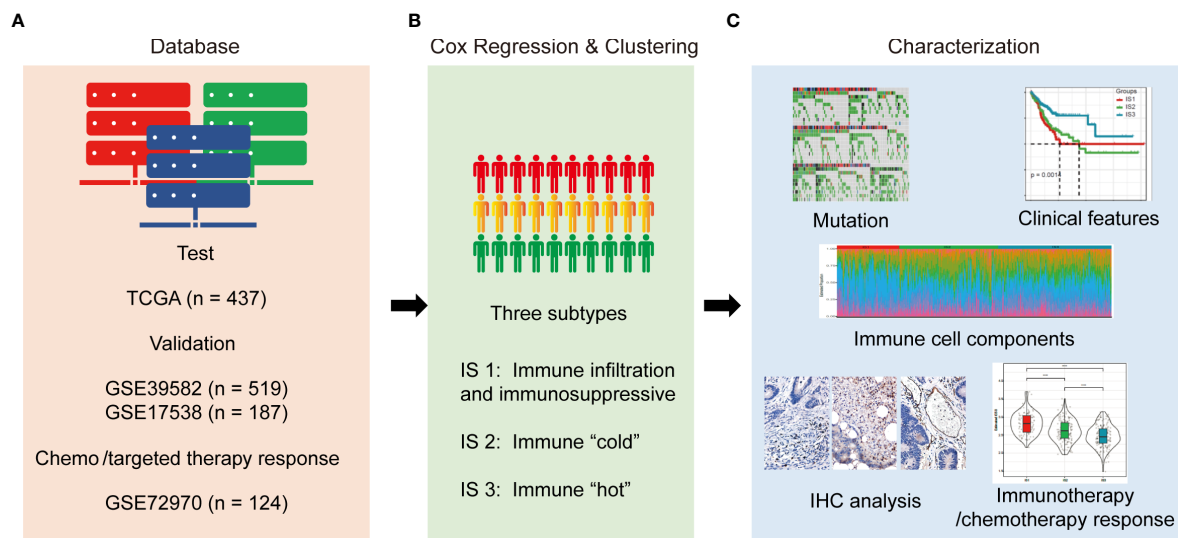 A
Database
Test
TCGA (n = 437)
Validation
GSE39582 (n = 519)
GSE17538 (n = 187)
Chemo/targeted therapy response
GSE72970 (n = 124)
B
Cox Regression & Clustering
Three subtypes
IS 1: Immune infiltration
and immunosuppressive
IS 2: Immune “cold”
IS 3: Immune “hot”
C
Characterization
Mutation
Groups
IS1
IS2
IS3
p = 0.0014
Clinical features
Immune cell components
IHC analysis
Immunotherapy
/chemotherapy response